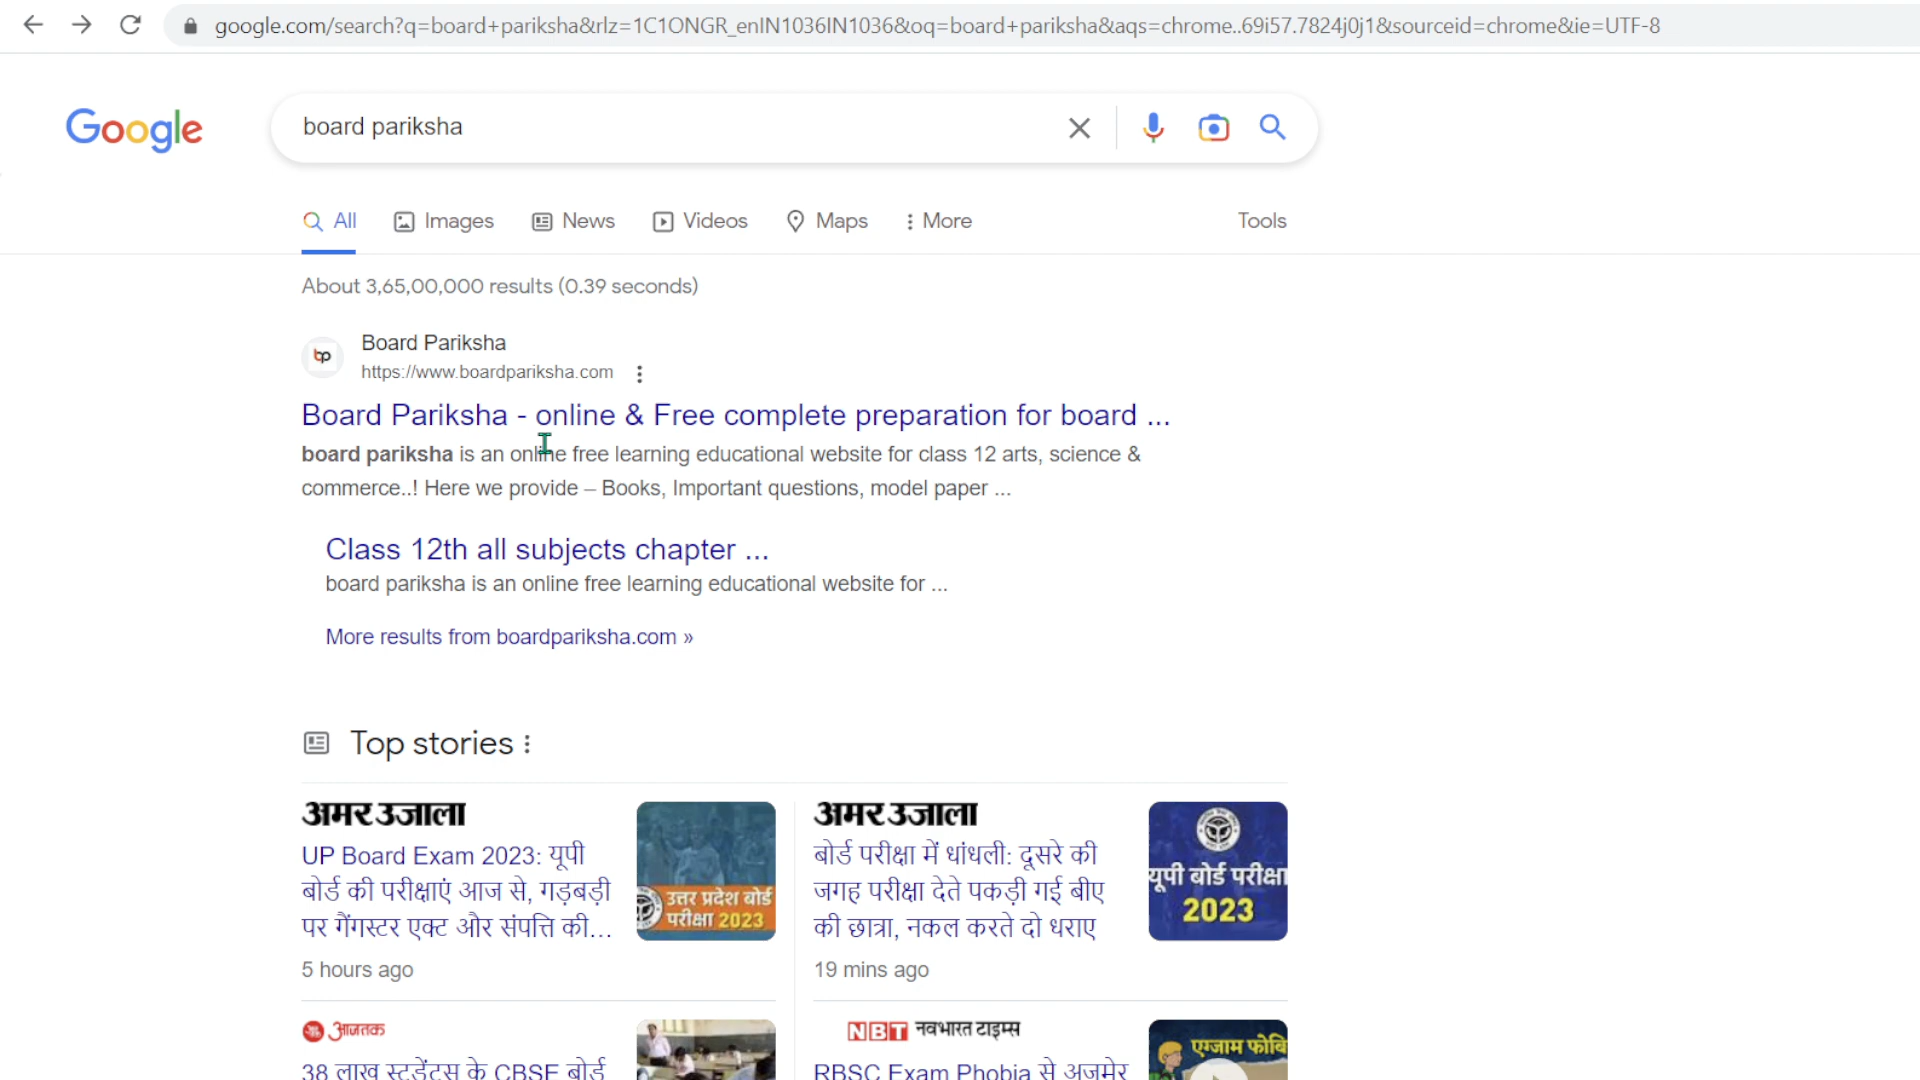 google.com/search?q=board+pariksha&rlz=1C1ONGR_enIN1036IN1036&oq=board+pariksha&aqs=chrome..69i57.7824j0j1&sourceid=chrome&ie=UTF-8
Google
board pariksha
All Images News Videos Maps More Tools
About 3,65,00,000 results (0.39 seconds)
bp
Board Pariksha
https://www.boardpariksha.com
Board Pariksha - online & Free complete preparation for board ...
board pariksha is an online free learning educational website for class 12 arts, science &
commerce..! Here we provide – Books, Important questions, model paper ...
Class 12th all subjects chapter ...
board pariksha is an online free learning educational website for ...
More results from boardpariksha.com »
Top stories
अमर उजाला
UP Board Exam 2023: यूपी
बोर्ड की परीक्षाएं आज से, गड़बड़ी
पर गैंगस्टर एक्ट और संपत्ति की...
5 hours ago
उत्तर प्रदेश बोर्ड
परीक्षा 2023
अमर उजाला
बोर्ड परीक्षा में धांधली: दूसरे की
जगह परीक्षा देते पकड़ी गई बीए
की छात्रा, नकल करते दो धराए
19 mins ago
यूपी बोर्ड परीक्षा
2023
आजतक
38 लाख स्टूडेंट्स के CBSE बोर्ड
NBT नवभारत टाइम्स
RBSC Exam Phobia से अजमेर
एग्जाम फोबि